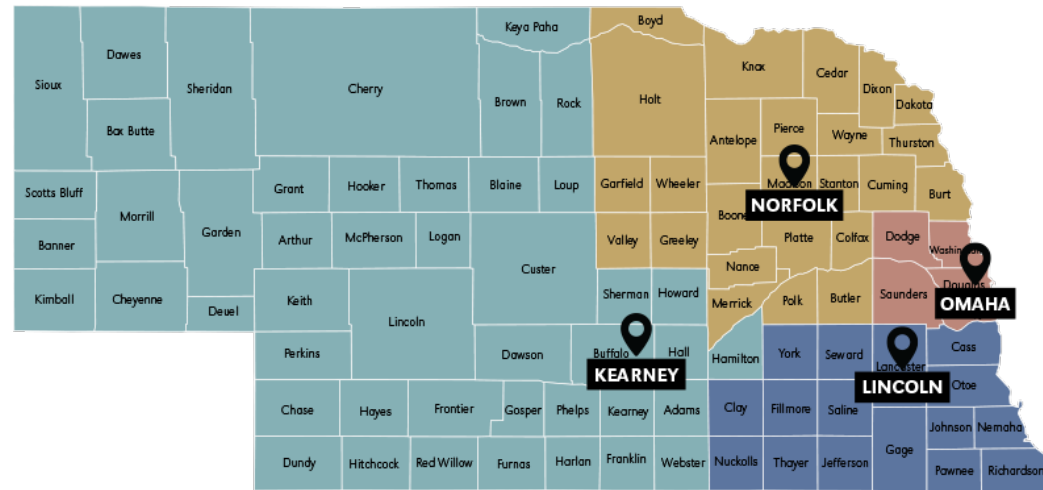 Keya Paha
Boyd
Dawes
Sioux
Sheridan
Cherry
Brown
Rock
Holt
Knox
Cedar
Dixon
Dakota
Box Butte
Antelope
Pierce
Wayne
Thurston
Scotts Bluff
Grant
Hooker
Thomas
Blaine
Loup
Garfield
Wheeler
Stanton
Cuming
Burt
NORFOLK
Morrill
Garden
Boone
Banner
Arthur
McPherson
Logan
Custer
Valley
Greeley
Platte
Colfax
Dodge
Nance
Kimball
Cheyenne
Deuel
Keith
Lincoln
Sherman
Howard
Merrick
Polk
Butler
Saunders
OMAHA
Perkins
Dawson
Buffalo
Hall
Hamilton
York
Seward
Lancaster
Cass
KEARNEY
LINCOLN
Otoe
Chase
Hayes
Frontier
Gosper
Phelps
Kearney
Adams
Clay
Fillmore
Saline
Johnson
Nemaha
Dundy
Hitchcock
Red Willow
Furnas
Harlan
Franklin
Webster
Nuckolls
Thayer
Jefferson
Gage
Pawnee
Richardson